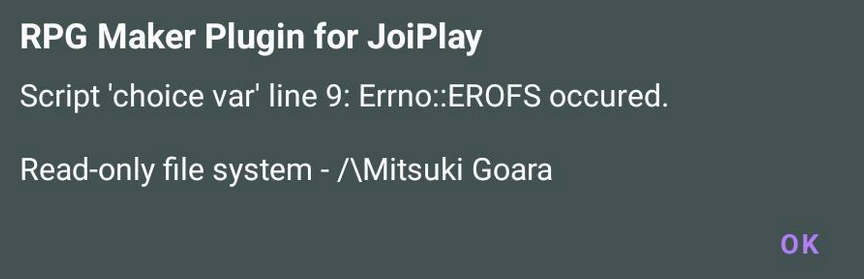 RPG Maker Plugin for JoiPlay
Script 'choice var' line 9: Errno::EROFS occured.
Read-only file system - /\Mitsuki Goara
OK